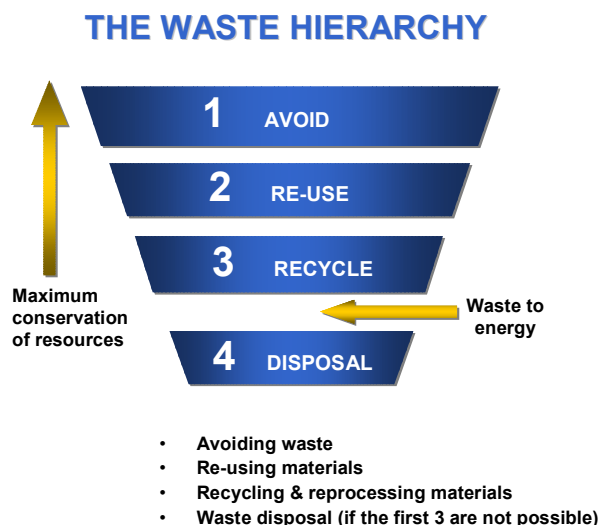 THE WASTE HIERARCHY
1 AVOID
2 RE-USE
3 RECYCLE
Maximum
conservation
of resources
Waste to
energy
4 DISPOSAL
• Avoiding waste
• Re-using materials
• Recycling & reprocessing materials
• Waste disposal (if the first 3 are not possible)